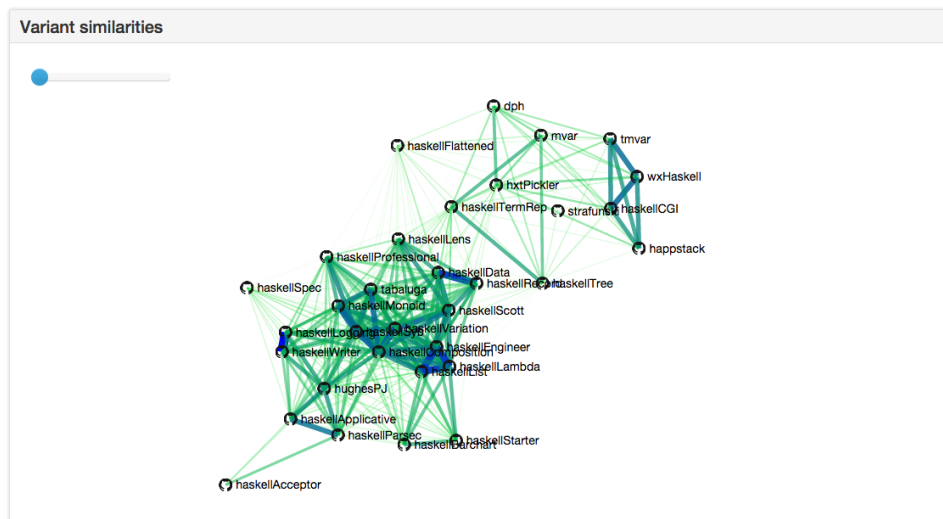 Variant similarities
dph
mvar
tmvar
haskellFlattened
wxHaskell
hxtPickler
haskellTermRep
haskellCGI
happstack
haskellLens
haskellProfessional
haskellData
haskellTree
haskellSpec
tabaluga
haskellMonoid
haskellScott
haskellVariation
haskellEngineer
haskellWriter
haskellComposition
haskellLambda
haskellList
hughesPJ
haskellApplicative
haskellParsec
haskellStarter
haskellAcceptor